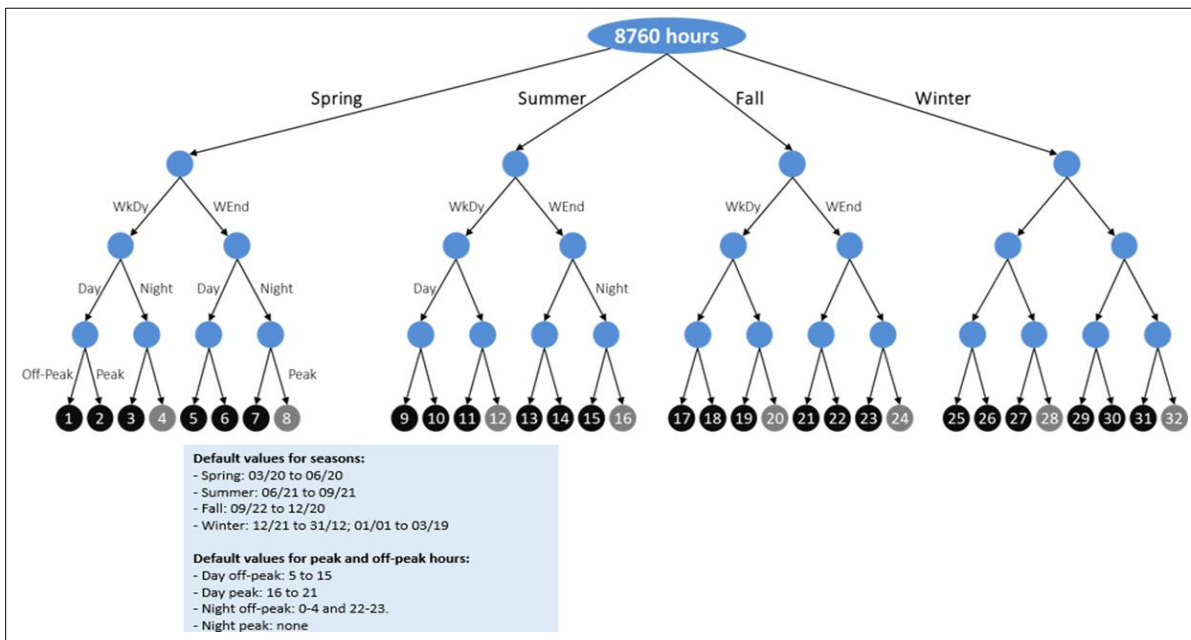 8760 hours
Spring
Summer
Fall
Winter
WkDy
WEnd
WkDy
WEnd
WkDy
WEnd
Day
Night
Day
Night
Day
Night
Off-Peak
Peak
Peak
1 2 3 4 5 6 7 8 9 10 11 12 13 14 15 16 17 18 19 20 21 22 23 24 25 26 27 28 29 30 31 32
Default values for seasons:
- Spring: 03/20 to 06/20
- Summer: 06/21 to 09/21
- Fall: 09/22 to 12/20
- Winter: 12/21 to 31/12; 01/01 to 03/19
Default values for peak and off-peak hours:
- Day off-peak: 5 to 15
- Day peak: 16 to 21
- Night off-peak: 0-4 and 22-23.
- Night peak: none